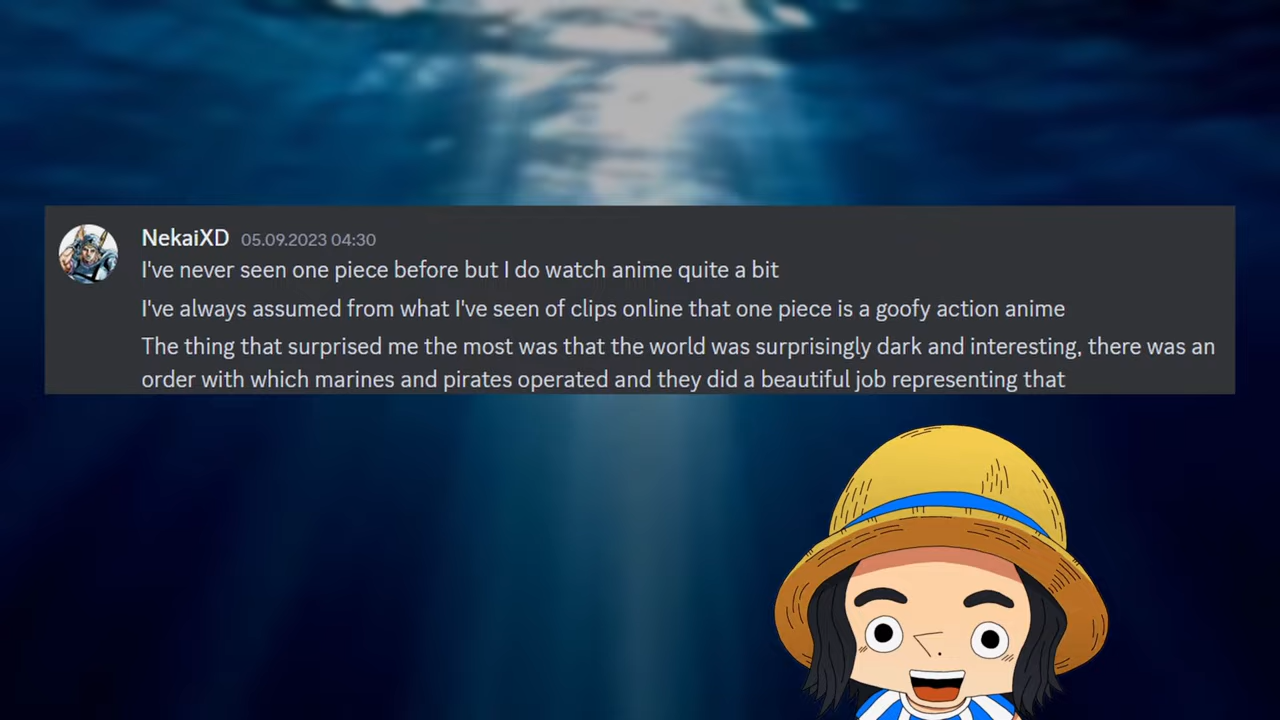 NekaiXD 05.09.2023 04:30
I've never seen one piece before but I do watch anime quite a bit
I've always assumed from what I've seen of clips online that one piece is a goofy action anime
The thing that surprised me the most was that the world was surprisingly dark and interesting, there was an
order with which marines and pirates operated and they did a beautiful job representing that